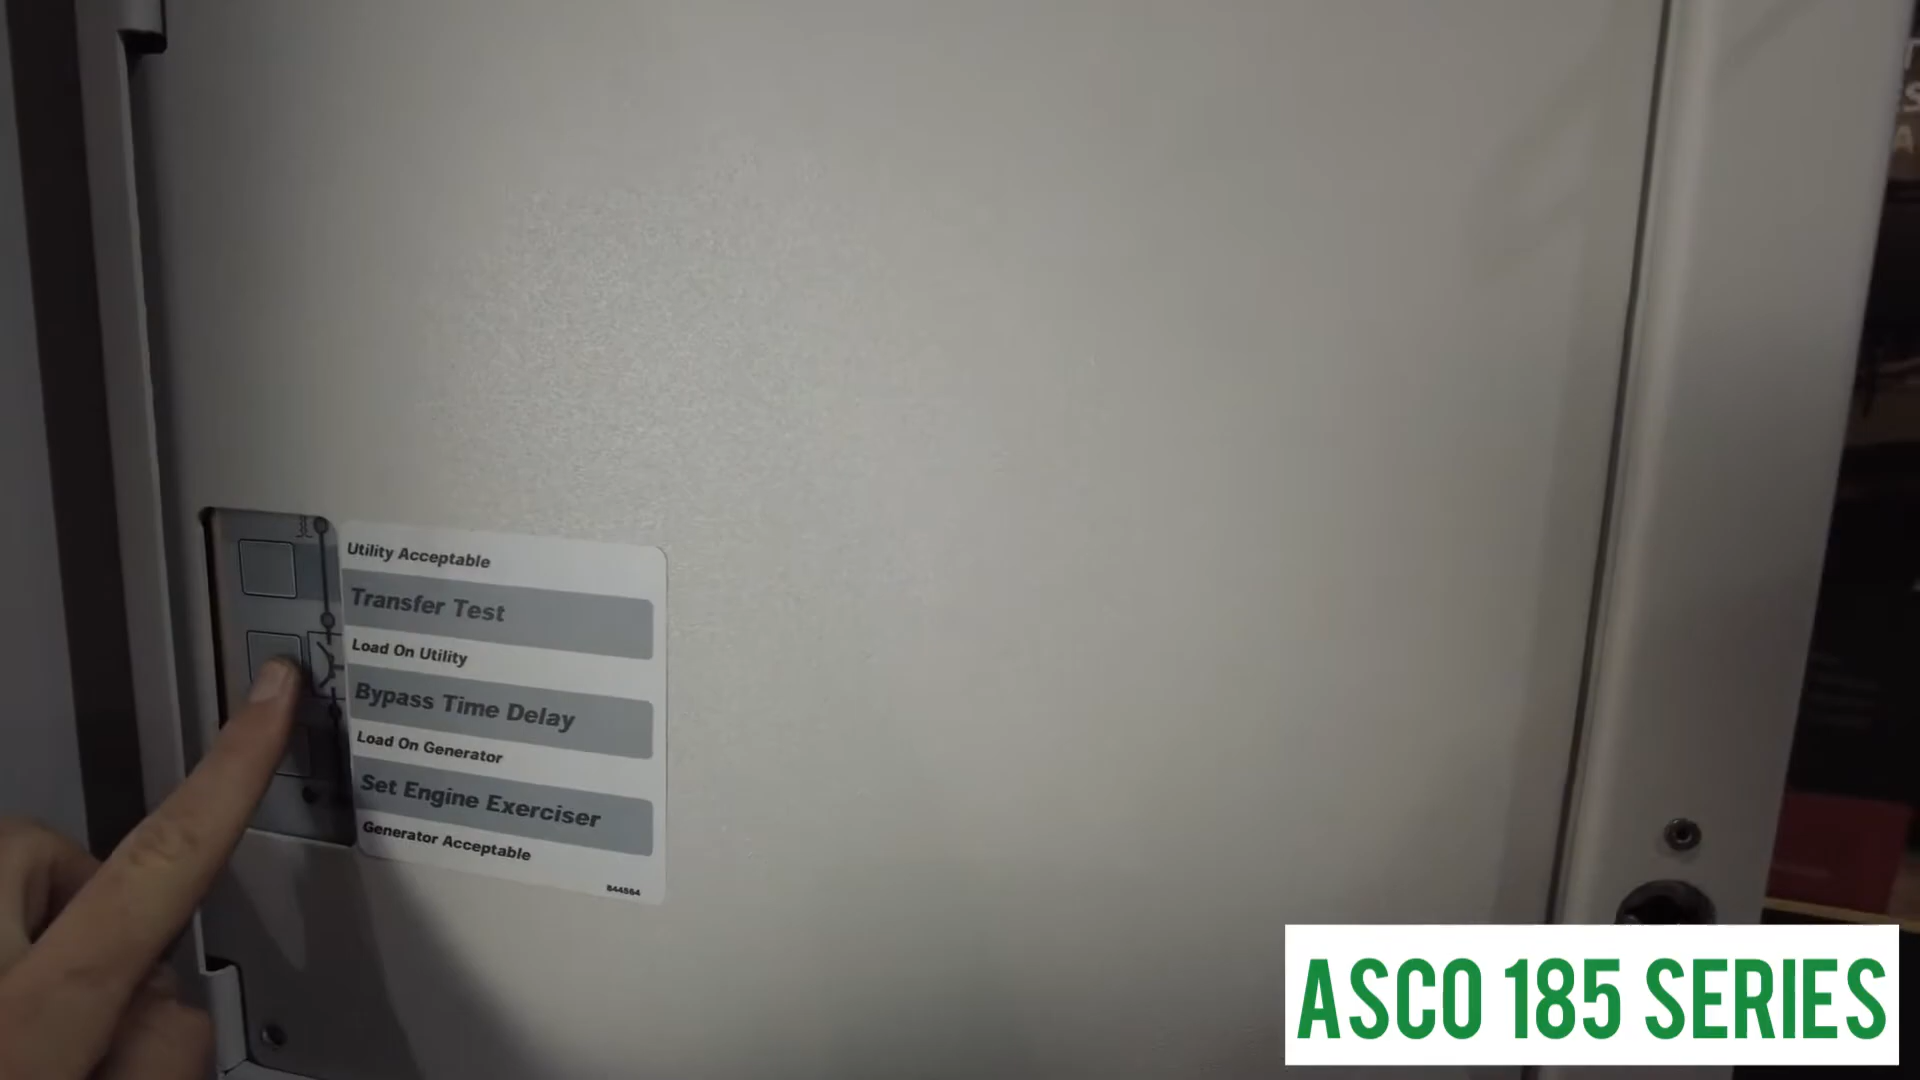 Utility Acceptable
Transfer Test
Load On Utility
Bypass Time Delay
Load On Generator
Set Engine Exerciser
Generator Acceptable
844864
ASCO 185 SERIES